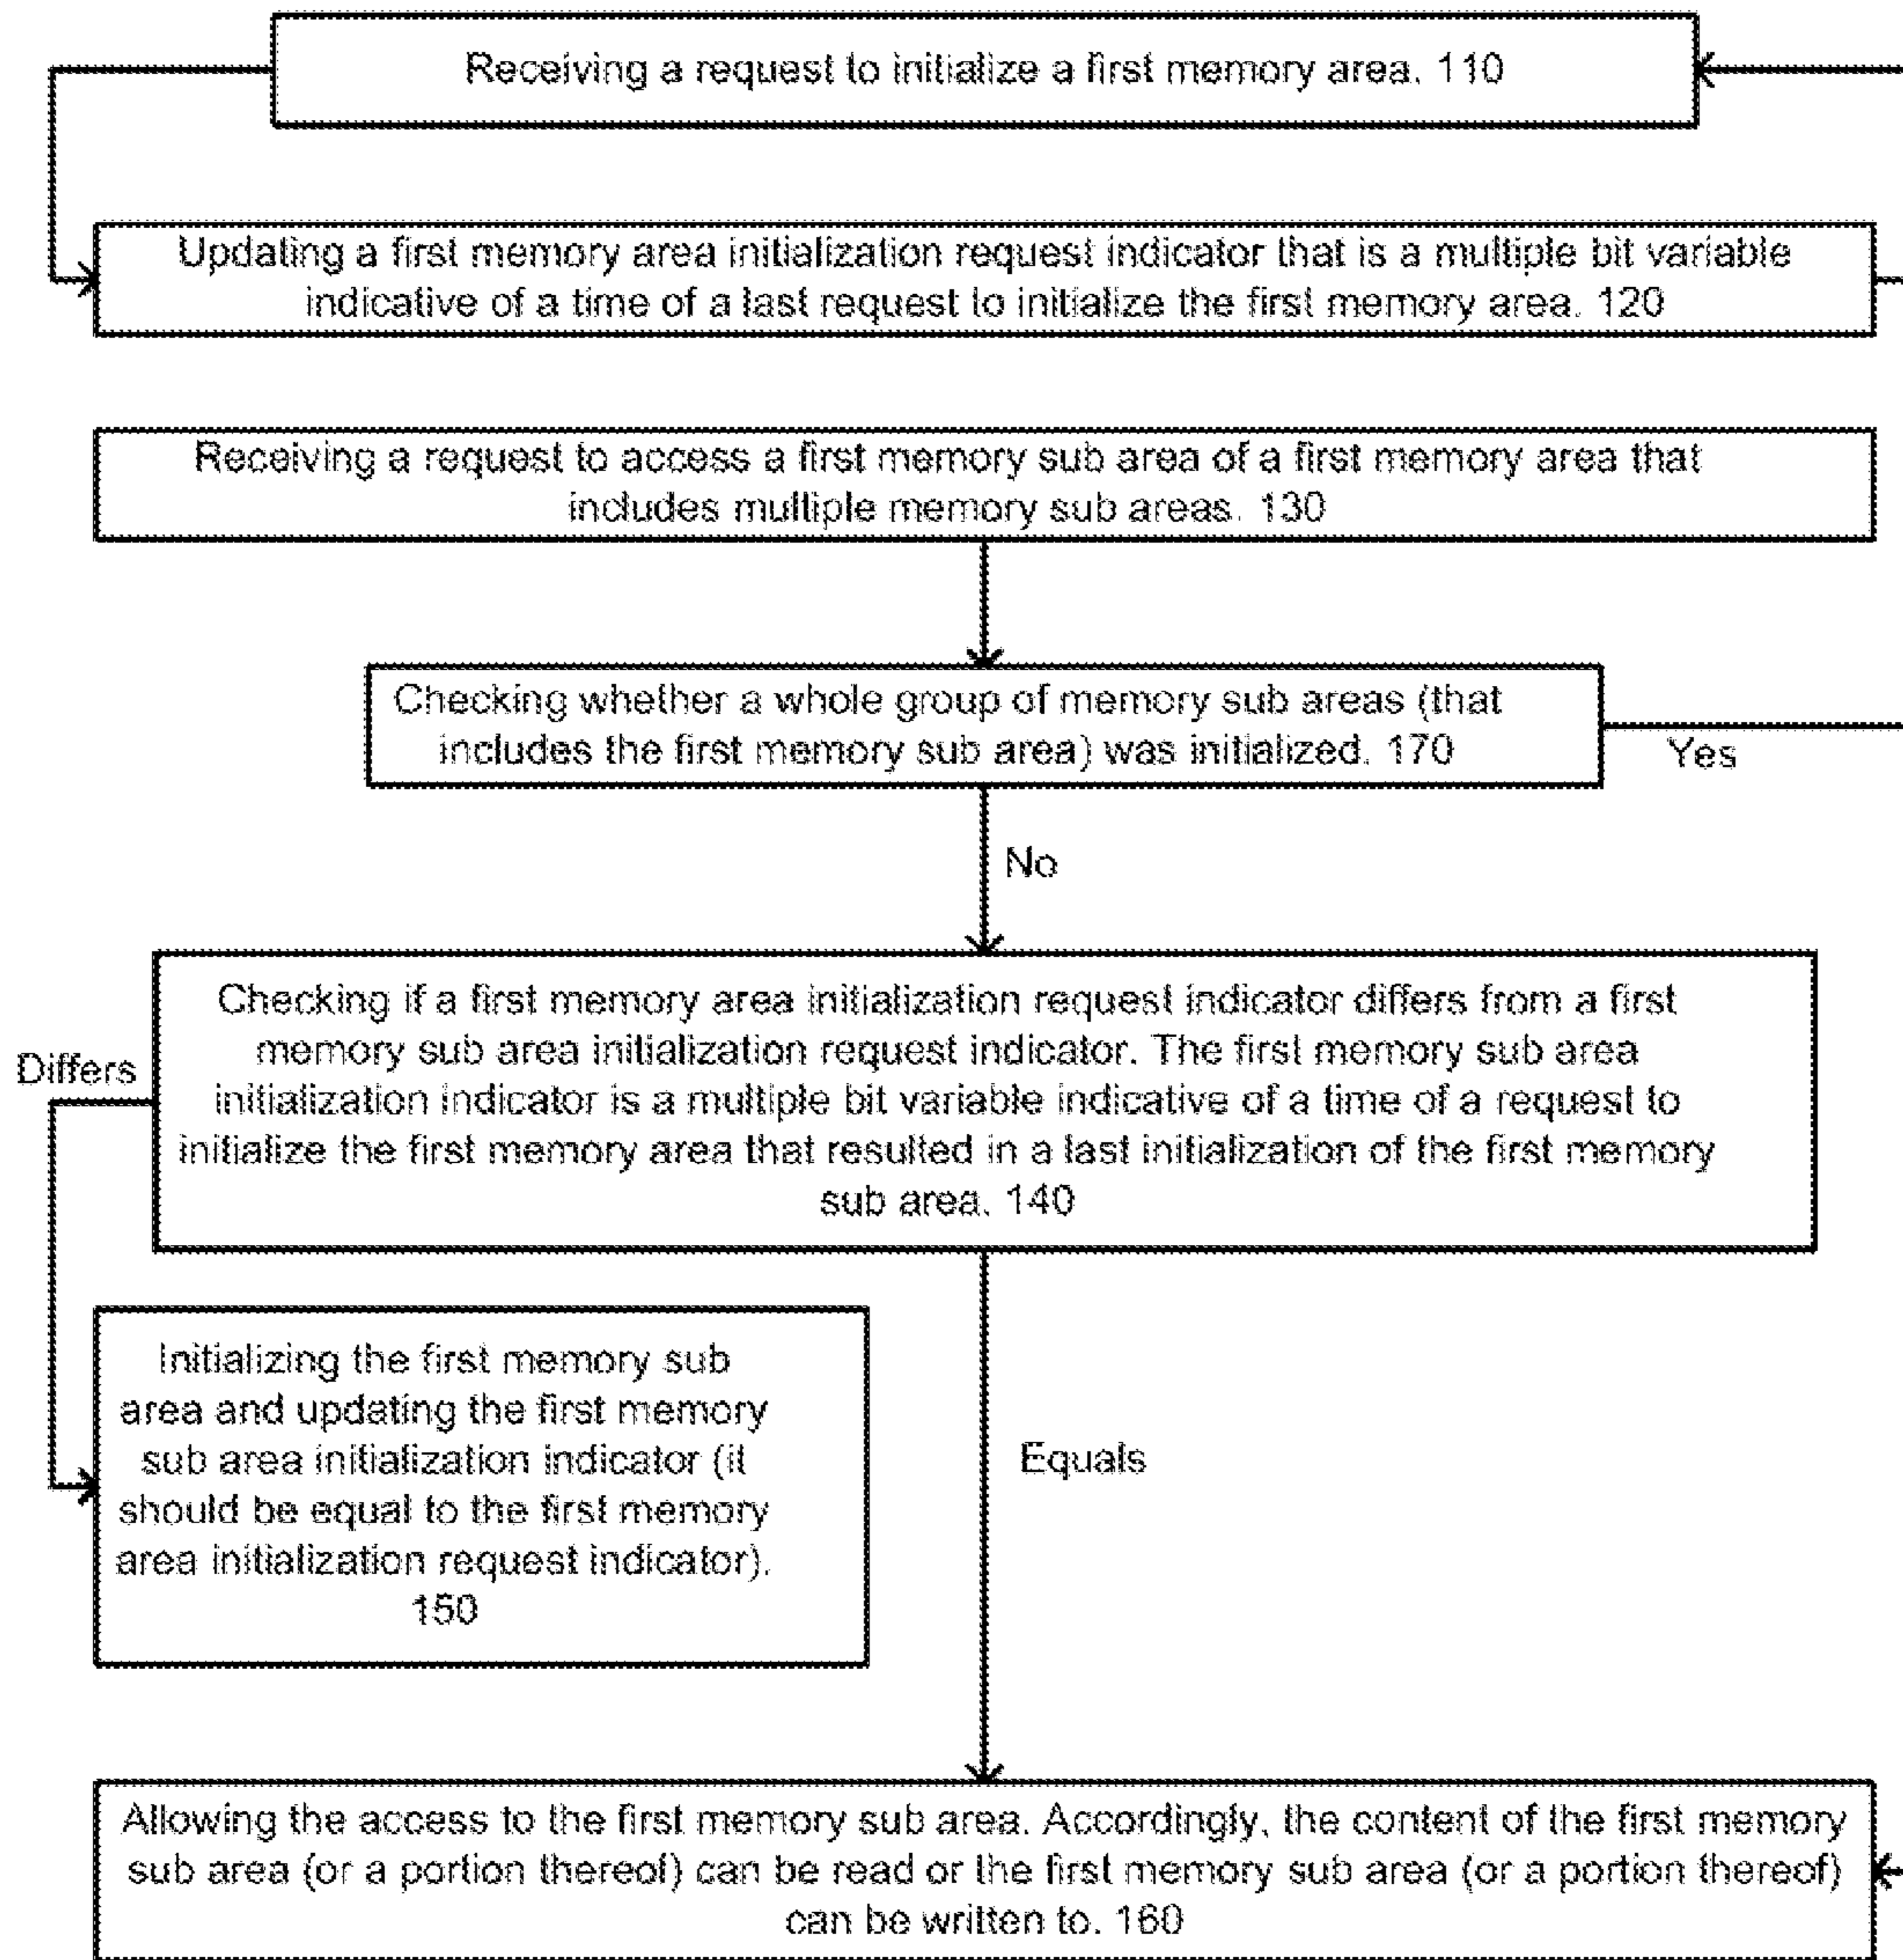 Receiving a request to initialize a first memory area. 110
Updating a first memory area initialization request indicator that is a multiple bit variable
indicative of a time of a last request to initialize the first memory area. 120
Receiving a request to access a first memory sub area of a first memory area that
includes multiple memory sub areas. 130
Checking whether a whole group of memory sub areas (that
includes the first memory sub area) was initialized. 170
Yes
No
Checking if a first memory area initialization request indicator differs from a first
memory sub area initialization request indicator. The first memory sub area
initialization indicator is a multiple bit variable indicative of a time of a request to
initialize the first memory area that resulted in a last initialization of the first memory
sub area. 140
Differs
Initializing the first memory sub
area and updating the first memory
sub area initialization indicator (it
should be equal to the first memory
area initialization request indicator).
150
Equals
Allowing the access to the first memory sub area. Accordingly, the content of the first memory
sub area (or a portion thereof) can be read or the first memory sub area (or a portion thereof)
can be written to. 160